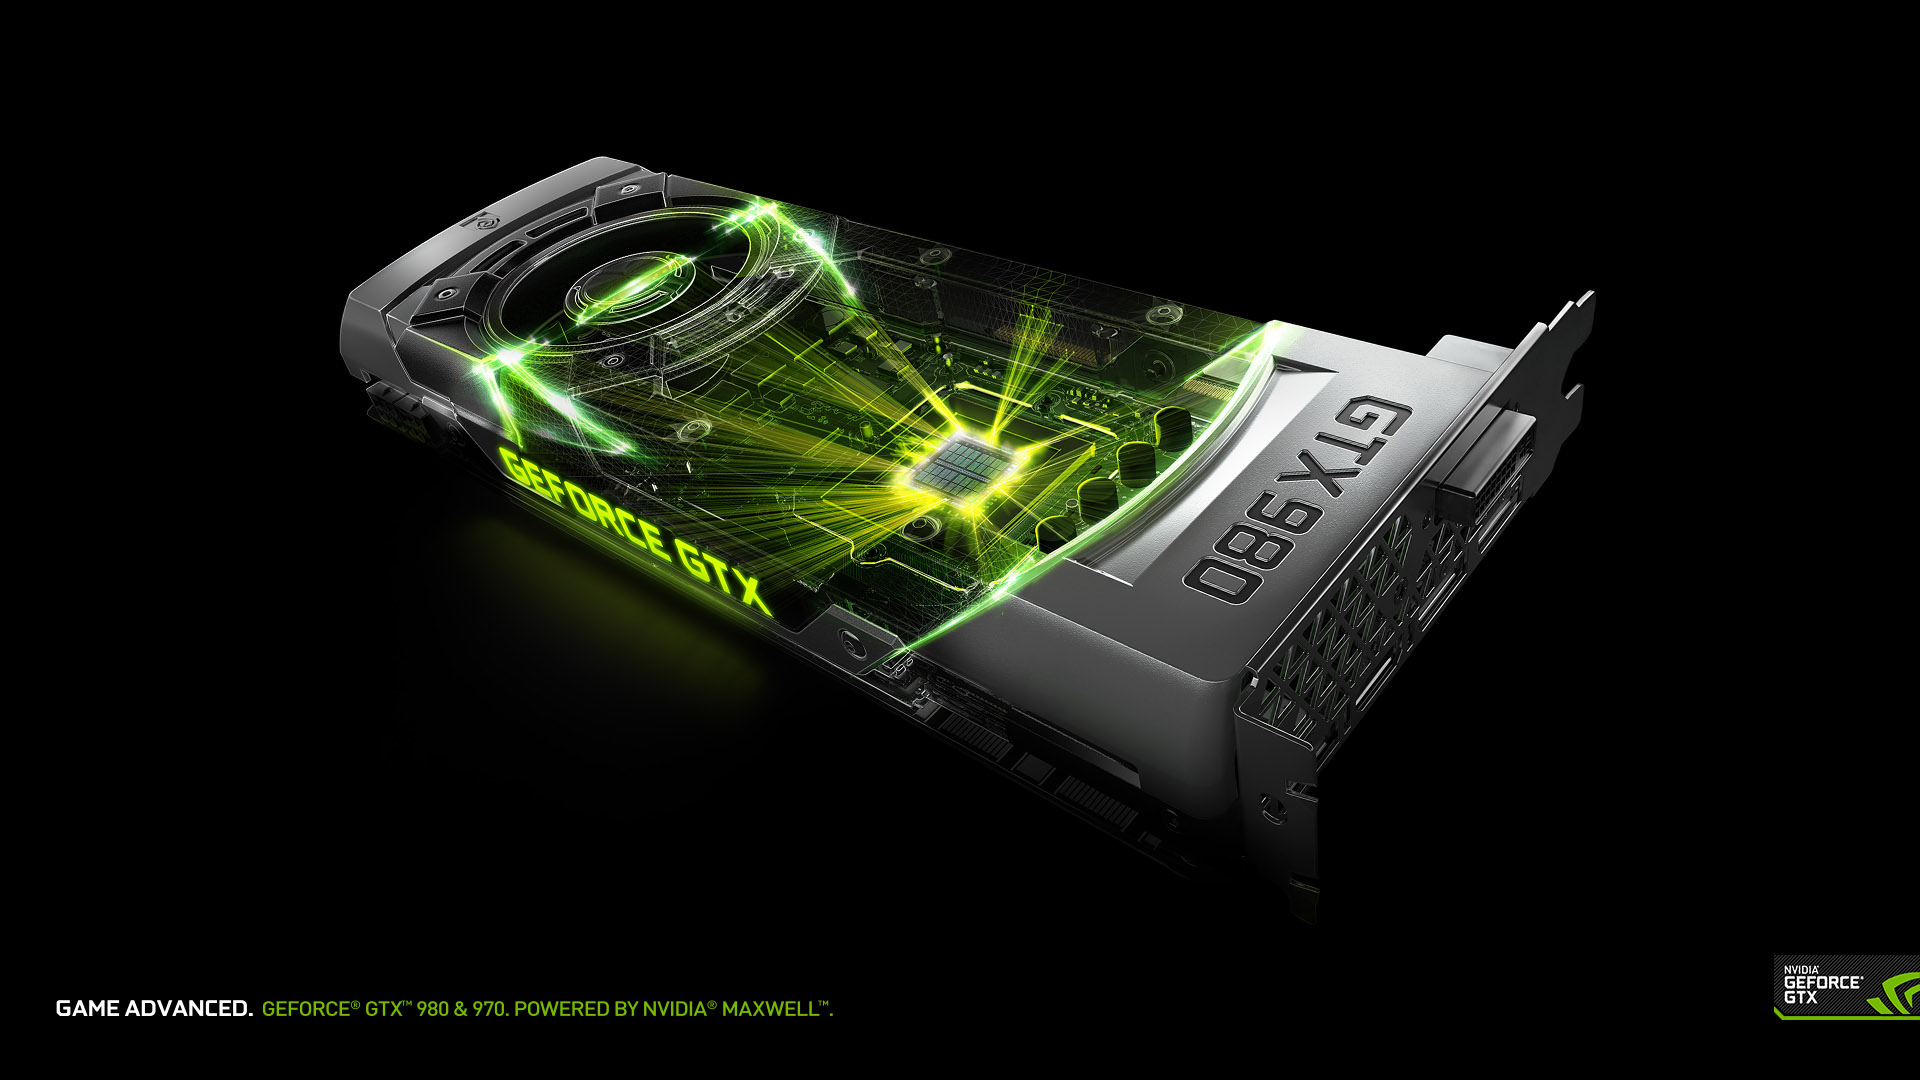 GEFORCE GTX
GTX 980
GAME ADVANCED. GEFORCE® GTX™ 980 & 970. POWERED BY NVIDIA® MAXWELL™.
NVIDIA®
GEFORCE®
GTX